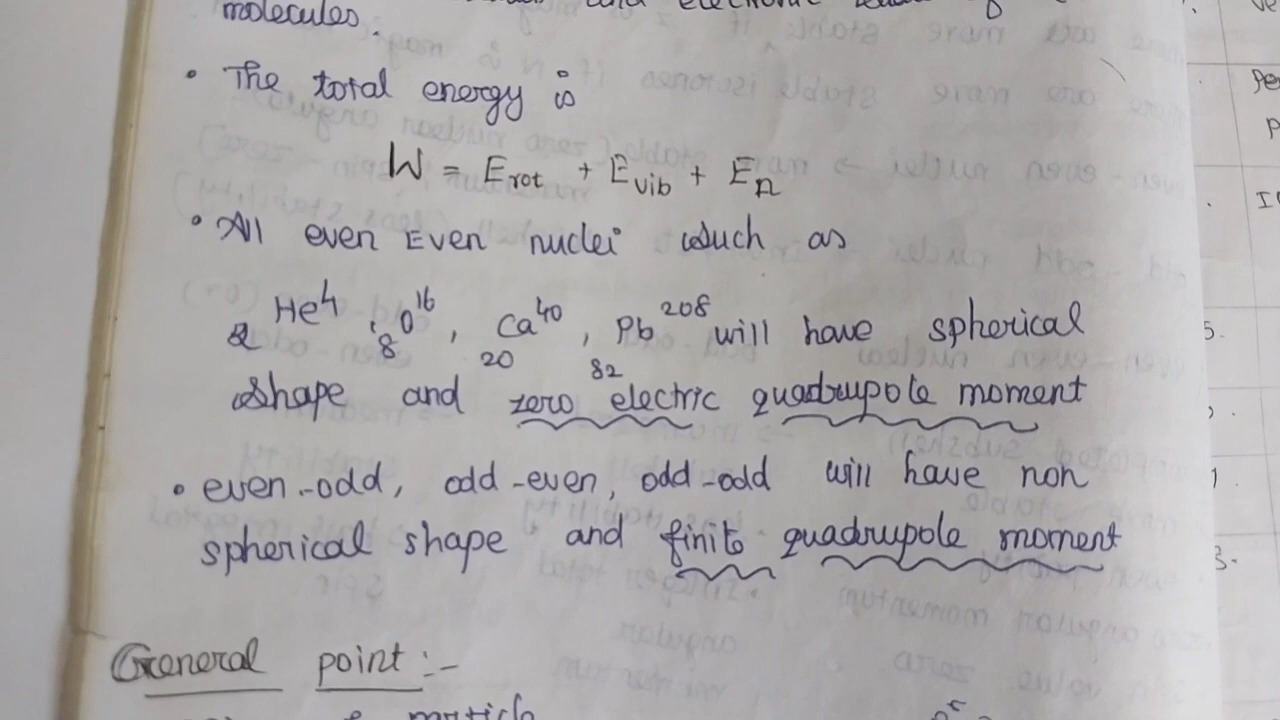 molecules.
• The total energy is
W = Erot + Evib + En
• All even Even nuclei such as
2He⁴, 8O¹⁶, 20Ca⁴⁰, 82Pb²⁰⁸ will have spherical
shape and zero electric quadrupole moment
• even-odd, odd-even, odd-odd will have non
spherical shape and finite quadrupole moment
General point:-